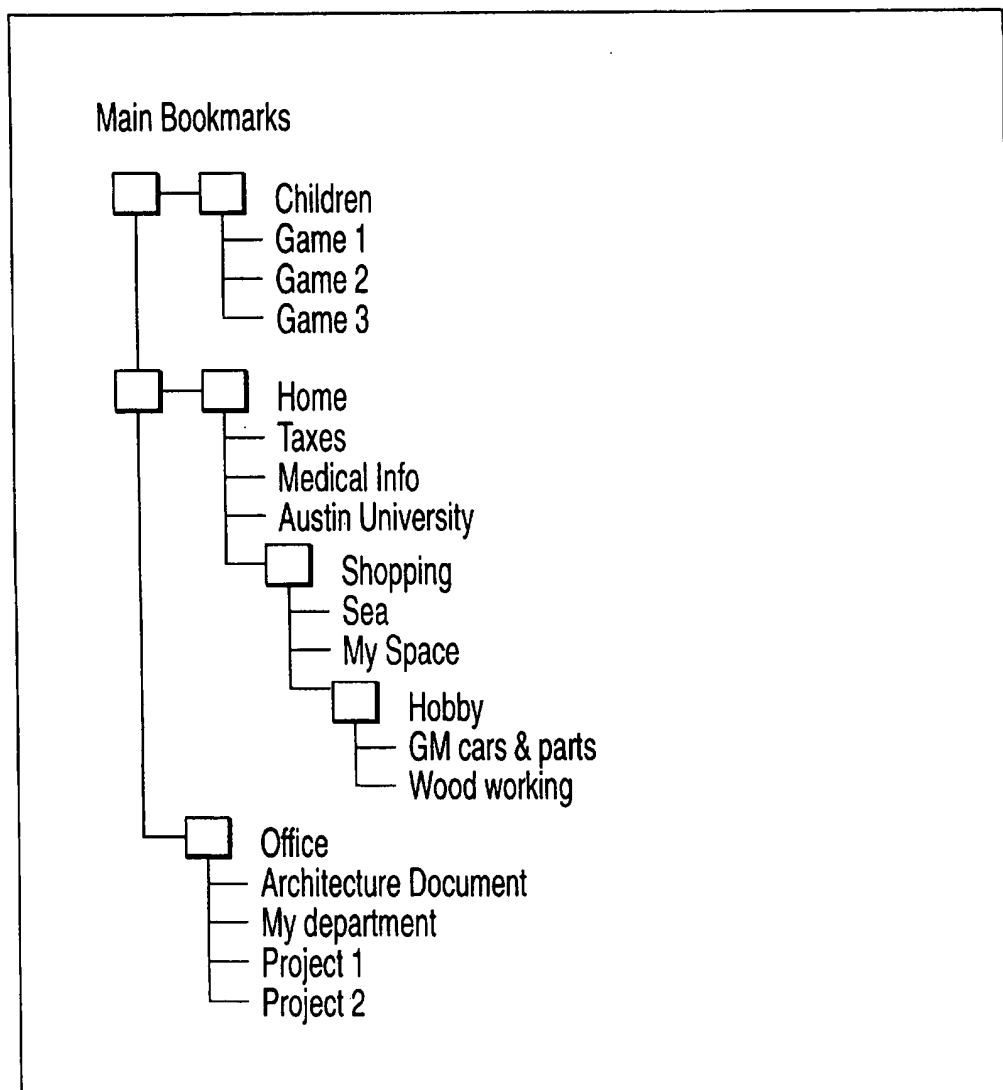 Main Bookmarks
Children
Game 1
Game 2
Game 3
Home
Taxes
Medical Info
Austin University
Shopping
Sea
My Space
Hobby
GM cars & parts
Wood working
Office
Architecture Document
My department
Project 1
Project 2